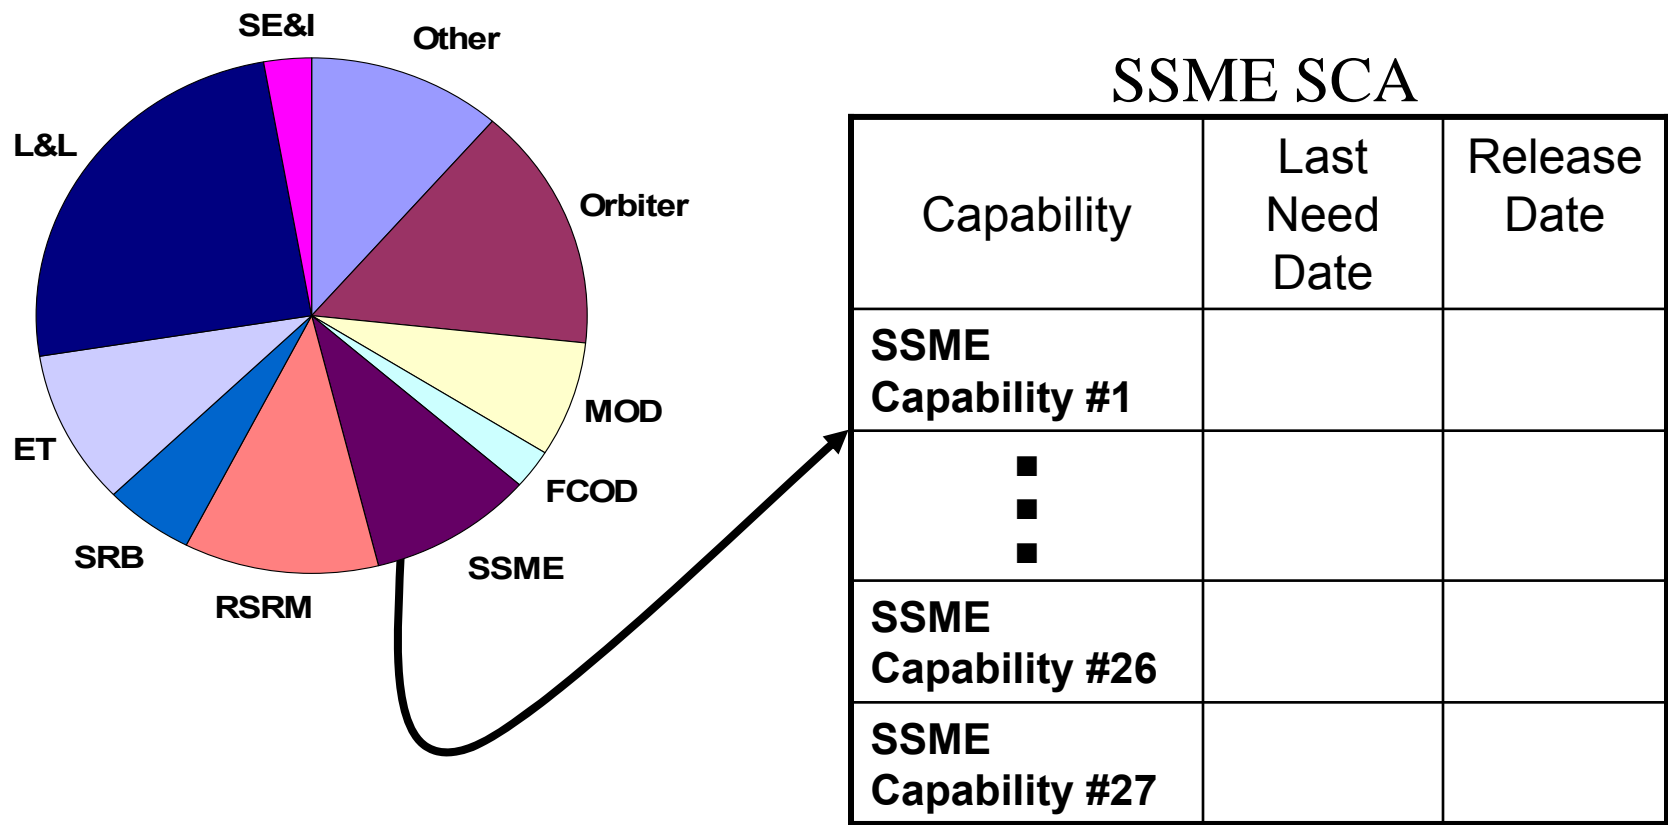 SE&I
Other
L&L
Orbiter
MOD
ET
FCOD
SRB
SSME
RSRM
SSME SCA
Capability
Last
Need
Date
Release
Date
SSME
Capability #1
SSME
Capability #26
SSME
Capability #27